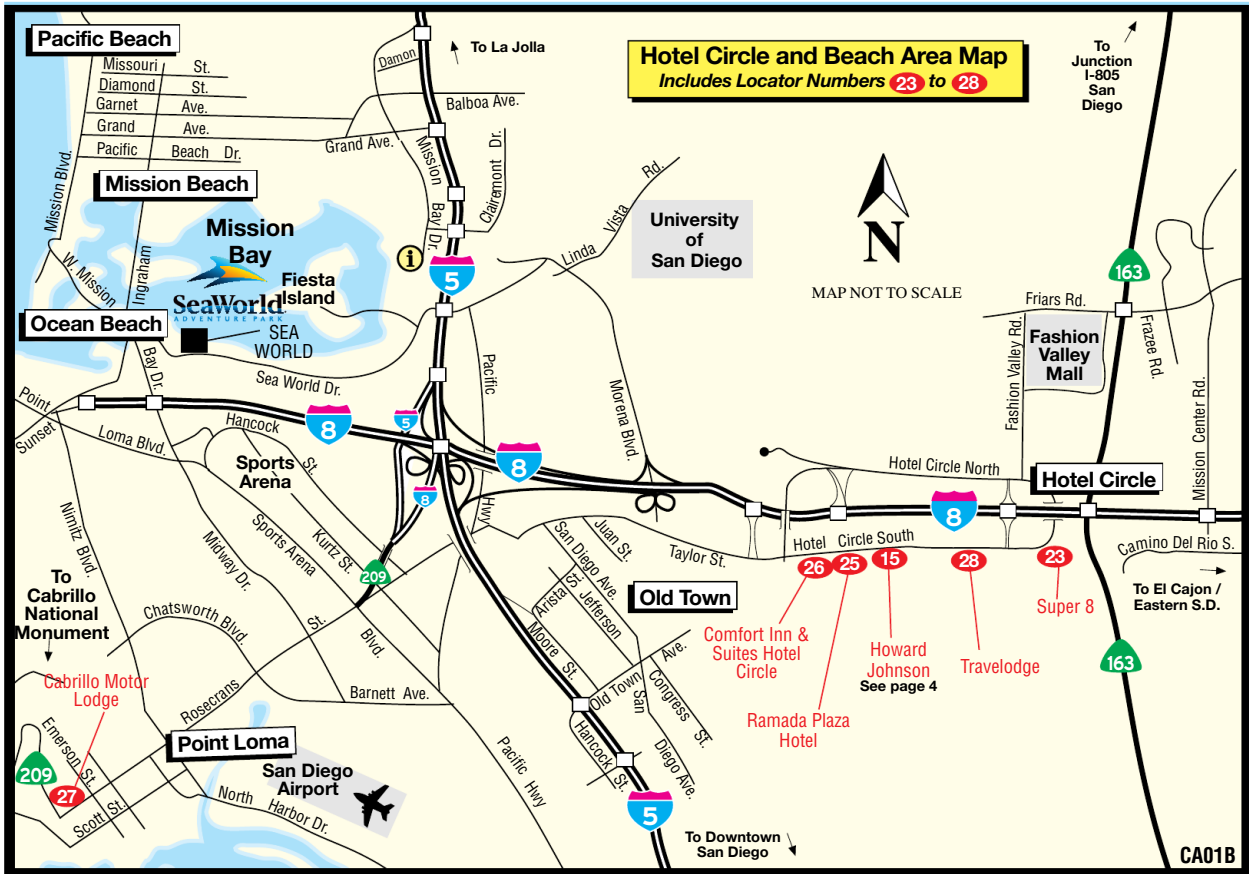 Pacific Beach
Missouri St.
Diamond St.
Garnet Ave.
Grand Ave.
Pacific Beach Dr.
Mission Blvd.
Mission Beach
Damon
To La Jolla
Balboa Ave.
Grand Ave.
Mission Bay Dr.
Clairemont Dr.
Hotel Circle and Beach Area Map
Includes Locator Numbers 23 to 28
To
Junction
I-805
San
Diego
N
MAP NOT TO SCALE
Mission
Bay
SeaWorld
ADVENTURE PARK
Fiesta
Island
i
5
Linda Vista Rd.
University
of
San Diego
163
Friars Rd.
Frazee Rd.
Fashion Valley Rd.
Fashion
Valley
Mall
Mission Center Rd.
W. Mission
Bay Dr.
Ingraham
Ocean Beach
SEA
WORLD
Sea World Dr.
Pacific
Hwy
Morena Blvd.
Point
Loma Blvd.
Sunset
Hancock St.
8
5
8
8
Sports
Arena
Hotel Circle North
Hotel Circle
8
Hotel Circle South
Camino Del Rio S.
To El Cajon /
Eastern S.D.
Taylor St.
26
25
15
28
23
Comfort Inn &
Suites Hotel
Circle
Ramada Plaza
Hotel
Howard
Johnson
See page 4
Travelodge
Super 8
163
Nimitz Blvd.
Midway Dr.
Sports Arena
Blvd.
Kurtz St.
209
Juan St.
San Diego Ave.
Arista St.
Jefferson
Old Town
Moore St.
Old Town Ave.
Congress St.
San Diego Ave.
Hancock St.
To
Cabrillo
National
Monument
Chatsworth Blvd.
Rosecrans St.
Barnett Ave.
Cabrillo Motor
Lodge
Emerson St.
209
27
Scott St.
Point Loma
San Diego
Airport
North Harbor Dr.
Pacific Hwy
5
To Downtown
San Diego
CA01B